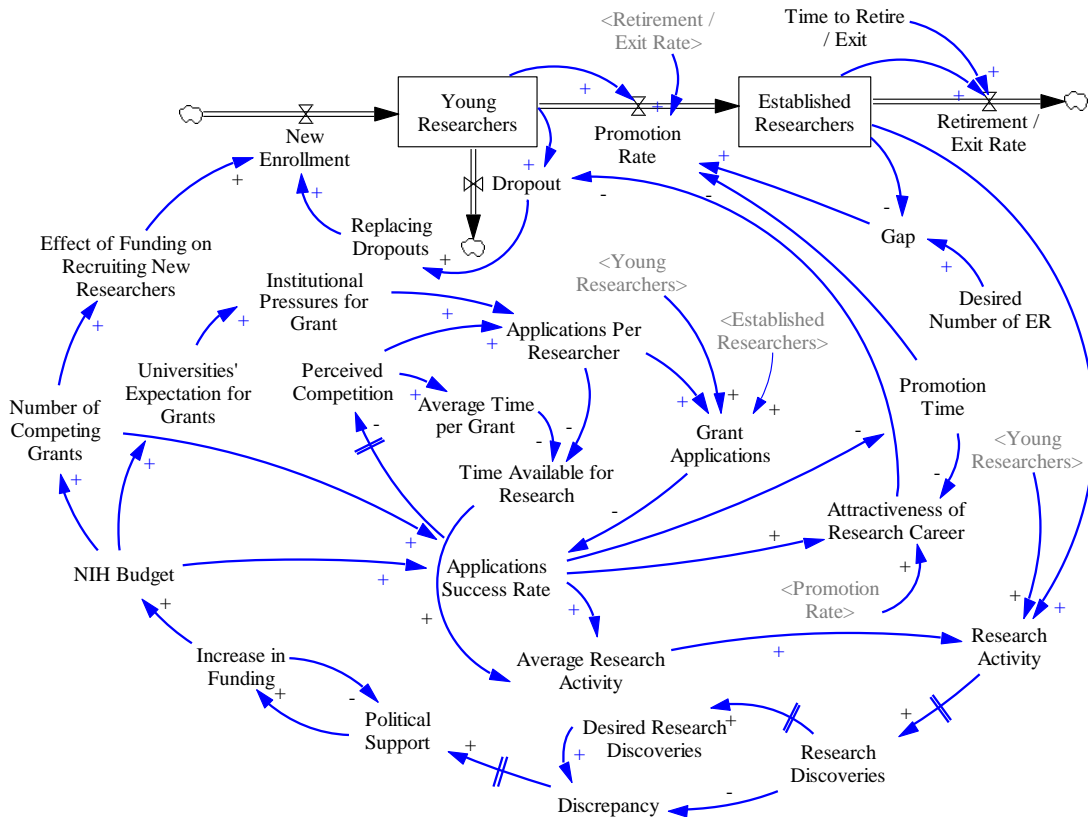 <Retirement /
Exit Rate>
Time to Retire
/ Exit
Young
Researchers
Established
Researchers
New
Enrollment
Promotion
Rate
Retirement /
Exit Rate
Dropout
Replacing
Dropouts
Gap
Effect of Funding on
Recruiting New
Researchers
Institutional
Pressures for
Grant
<Young
Researchers>
Desired
Number of ER
Applications Per
Researcher
<Established
Researchers>
Universities'
Expectation for
Grants
Perceived
Competition
Promotion
Time
Number of
Competing
Grants
Average Time
per Grant
Grant
Applications
<Young
Researchers>
Time Available for
Research
Attractiveness of
Research Career
NIH Budget
Applications
Success Rate
<Promotion
Rate>
Increase in
Funding
Average Research
Activity
Research
Activity
Political
Support
Desired Research
Discoveries
Research
Discoveries
Discrepancy